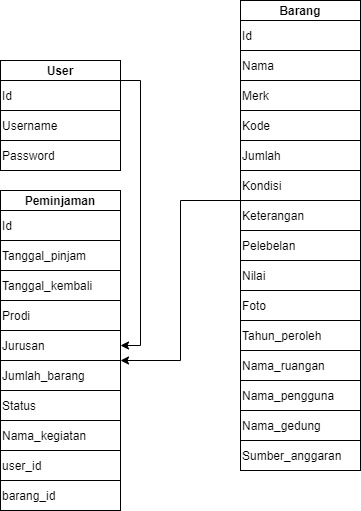 User
Id
Username
Password
Peminjaman
Id
Tanggal_pinjam
Tanggal_kembali
Prodi
Jurusan
Jumlah_barang
Status
Nama_kegiatan
user_id
barang_id
Barang
Id
Nama
Merk
Kode
Jumlah
Kondisi
Keterangan
Pelebelan
Nilai
Foto
Tahun_peroleh
Nama_ruangan
Nama_pengguna
Nama_gedung
Sumber_anggaran